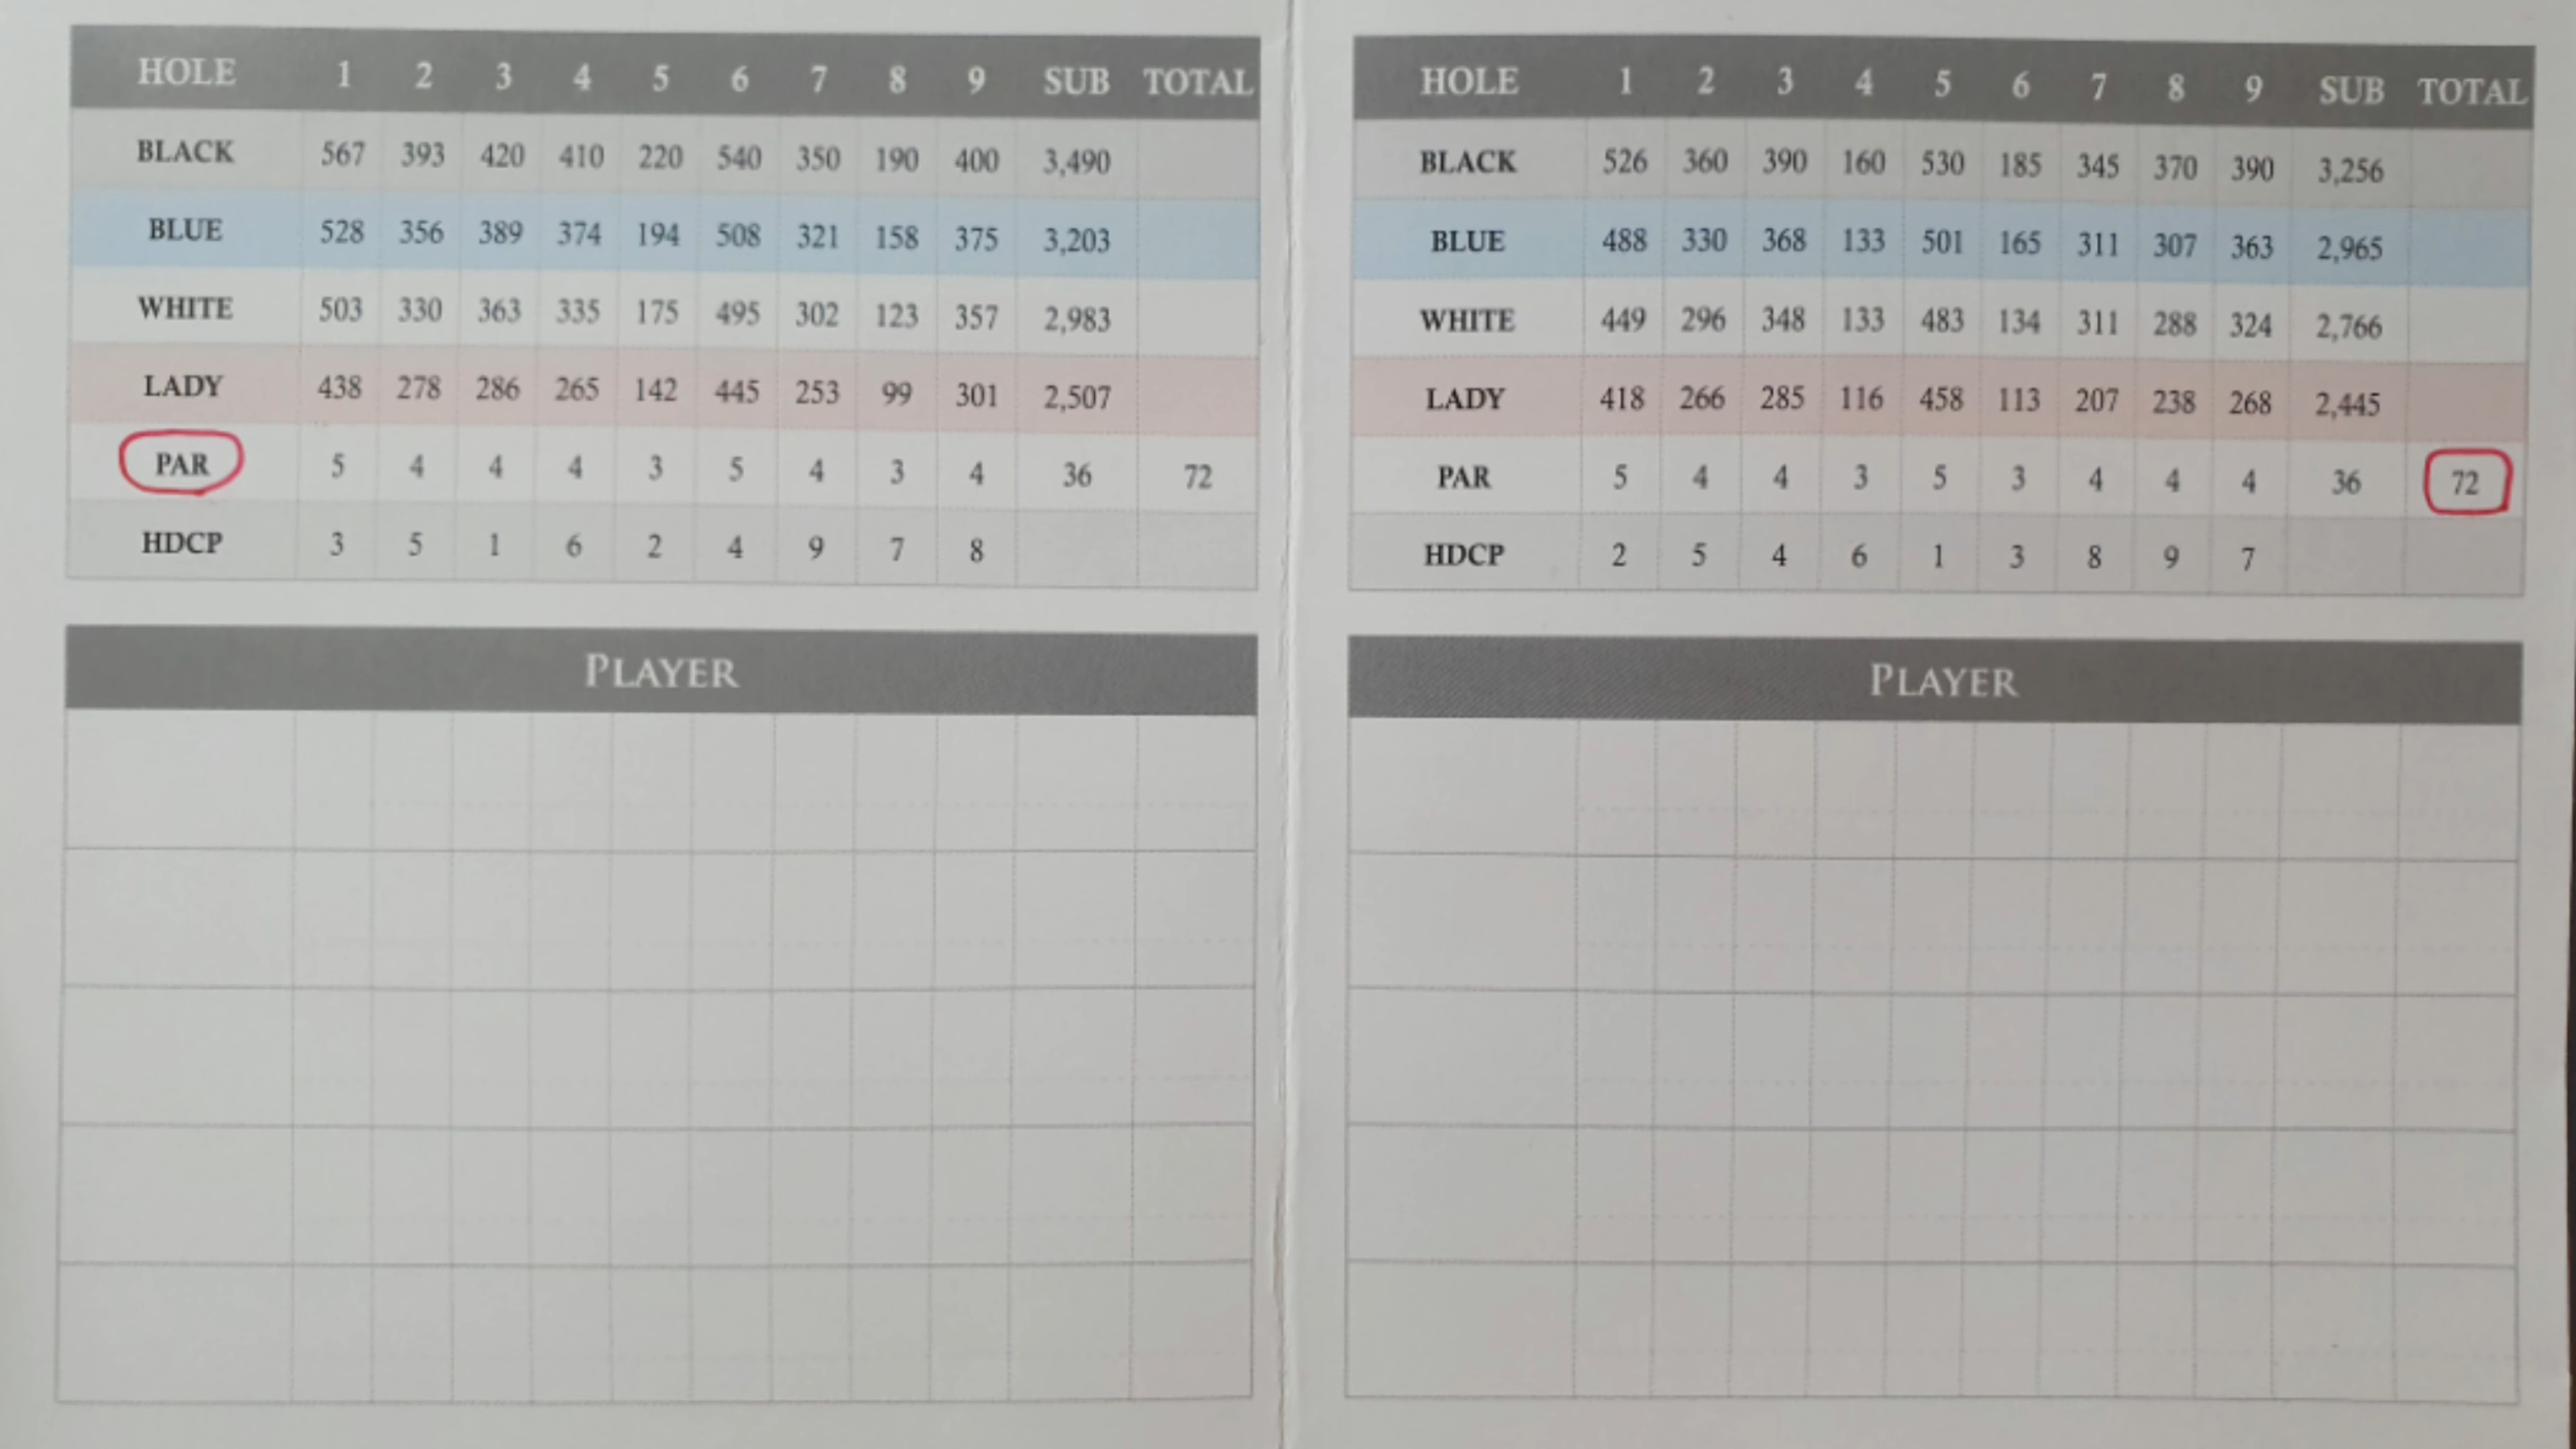 HOLE 1 2 3 4 5 6 7 8 9 SUB TOTAL
BLACK 567 393 420 410 220 540 350 190 400 3,490
BLUE 528 356 389 374 194 508 321 158 375 3,203
WHITE 503 330 363 335 175 495 302 123 357 2,983
LADY 438 278 286 265 142 445 253 99 301 2,507
PAR 5 4 4 4 3 5 4 3 4 36 72
HDCP 3 5 1 6 2 4 9 7 8
PLAYER
HOLE 1 2 3 4 5 6 7 8 9 SUB TOTAL
BLACK 526 360 390 160 530 185 345 370 390 3,256
BLUE 488 330 368 133 501 165 311 307 363 2,965
WHITE 449 296 348 133 483 134 311 288 324 2,766
LADY 418 266 285 116 458 113 207 238 268 2,445
PAR 5 4 4 3 5 3 4 4 4 36 72
HDCP 2 5 4 6 1 3 8 9 7
PLAYER